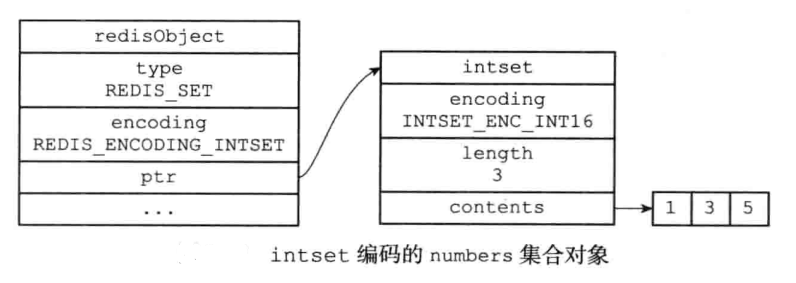 redisObject
type
REDIS_SET
encoding
REDIS_ENCODING_INTSET
ptr
...
intset
encoding
INTSET_ENC_INT16
length
3
contents
1 3 5
intset 编码的 numbers 集合对象